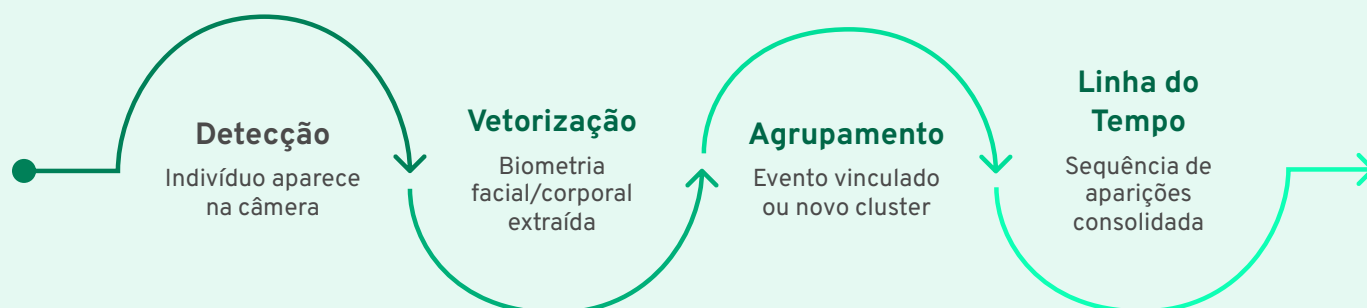 Detecção
Indivíduo aparece
na câmera
Vetorização
Biometria
facial/corporal
extraída
Agrupamento
Evento vinculado
ou novo cluster
Linha do
Tempo
Sequência de
aparições
consolidada